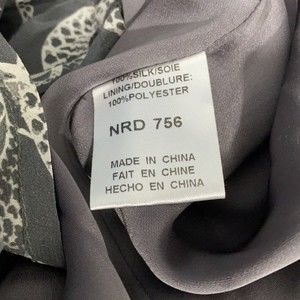 100%SILK/SOIE
LINING/DOUBLURE:
100%POLYESTER
NRD 756
MADE IN CHINA
FAIT EN CHINE
HECHO EN CHINA